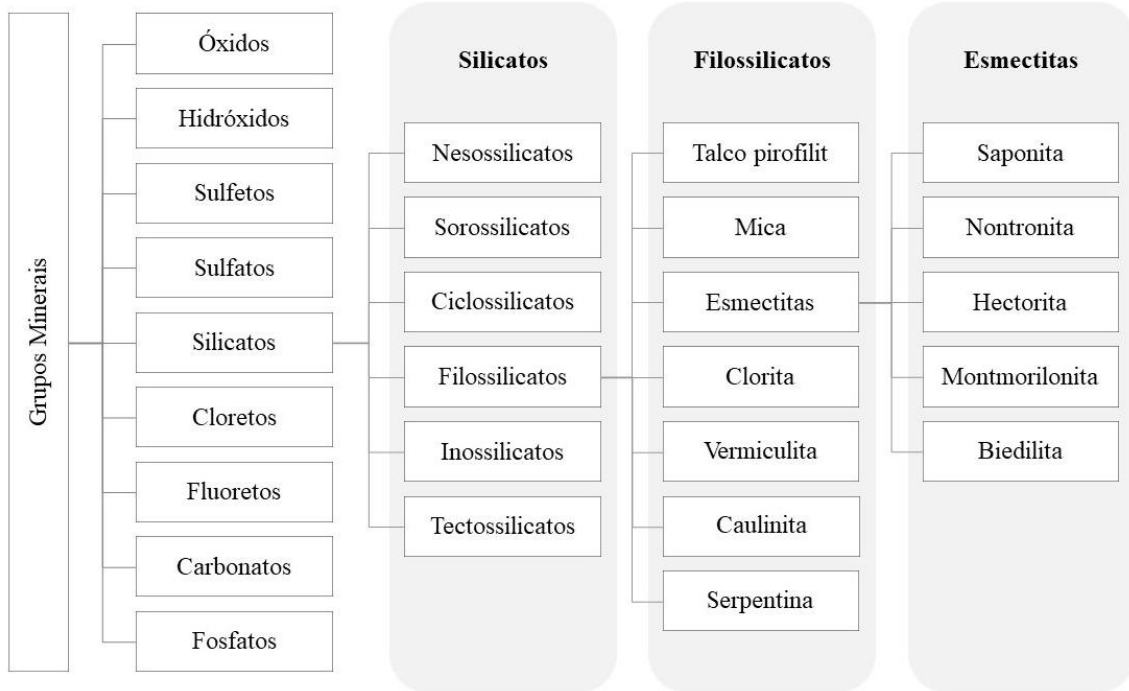 Grupos Minerais
Óxidos
Hidróxidos
Sulfetos
Sulfatos
Silicatos
Cloretos
Fluoretos
Carbonatos
Fosfatos
Silicatos
Nesossilicatos
Sorossilicatos
Ciclossilicatos
Filossilicatos
Inossilicatos
Tectossilicatos
Filossilicatos
Talco pirofilit
Mica
Esmectitas
Clorita
Vermiculita
Caulinita
Serpentina
Esmectitas
Saponita
Nontronita
Hectorita
Montmorilonita
Biedilita